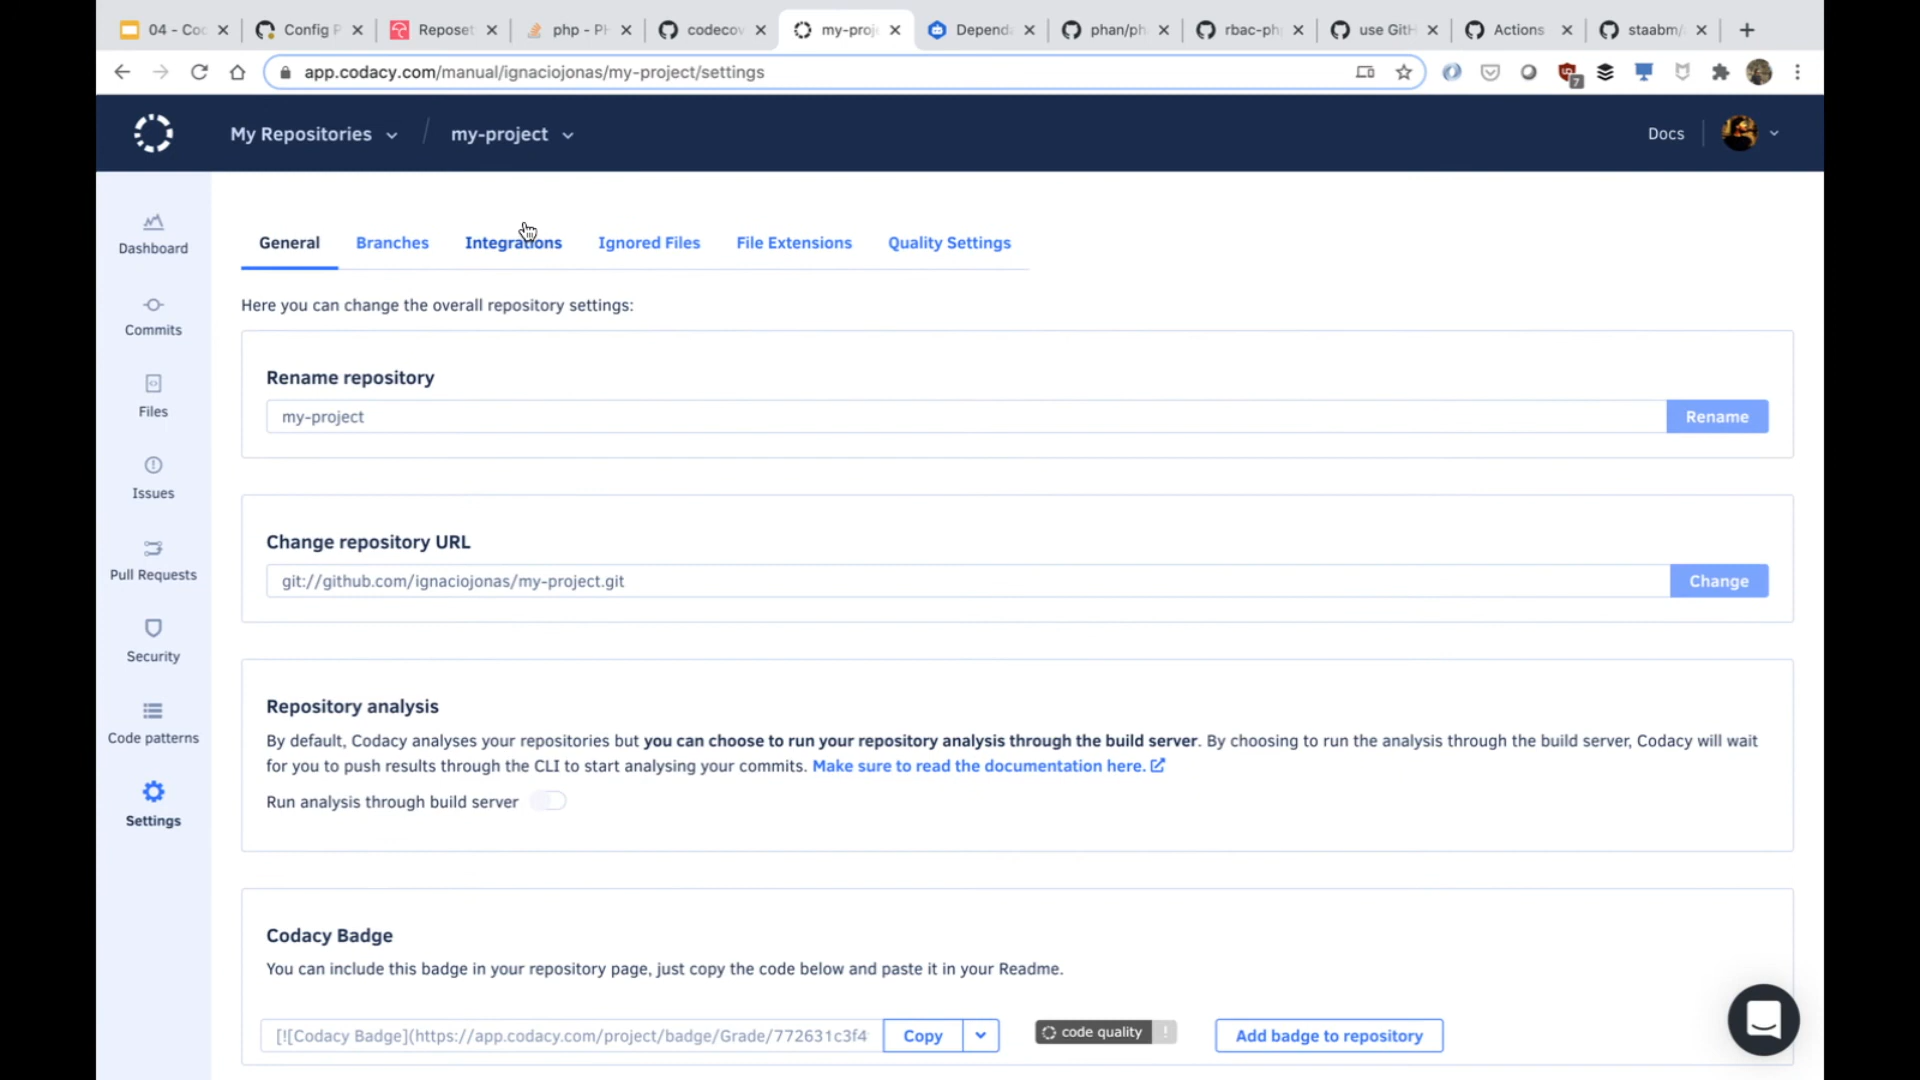 04 - Coc
Config P
Reposet
php - PH
codecov
my-proj
Depend
phan/ph
rbac-ph
use GitH
Actions
staabm/
app.codacy.com/manual/ignaciojonas/my-project/settings
7
My Repositories / my-project
Docs
General Branches Integrations Ignored Files File Extensions Quality Settings
Dashboard
Commits
Files
Issues
Pull Requests
Security
Code patterns
Settings
Here you can change the overall repository settings:
Rename repository
my-project
Rename
Change repository URL
git://github.com/ignaciojonas/my-project.git
Change
Repository analysis
By default, Codacy analyses your repositories but you can choose to run your repository analysis through the build server. By choosing to run the analysis through the build server, Codacy will wait
for you to push results through the CLI to start analysing your commits. Make sure to read the documentation here.
Run analysis through build server
Codacy Badge
You can include this badge in your repository page, just copy the code below and paste it in your Readme.
[![Codacy Badge](https://app.codacy.com/project/badge/Grade/772631c3f4
Copy
code quality !
Add badge to repository